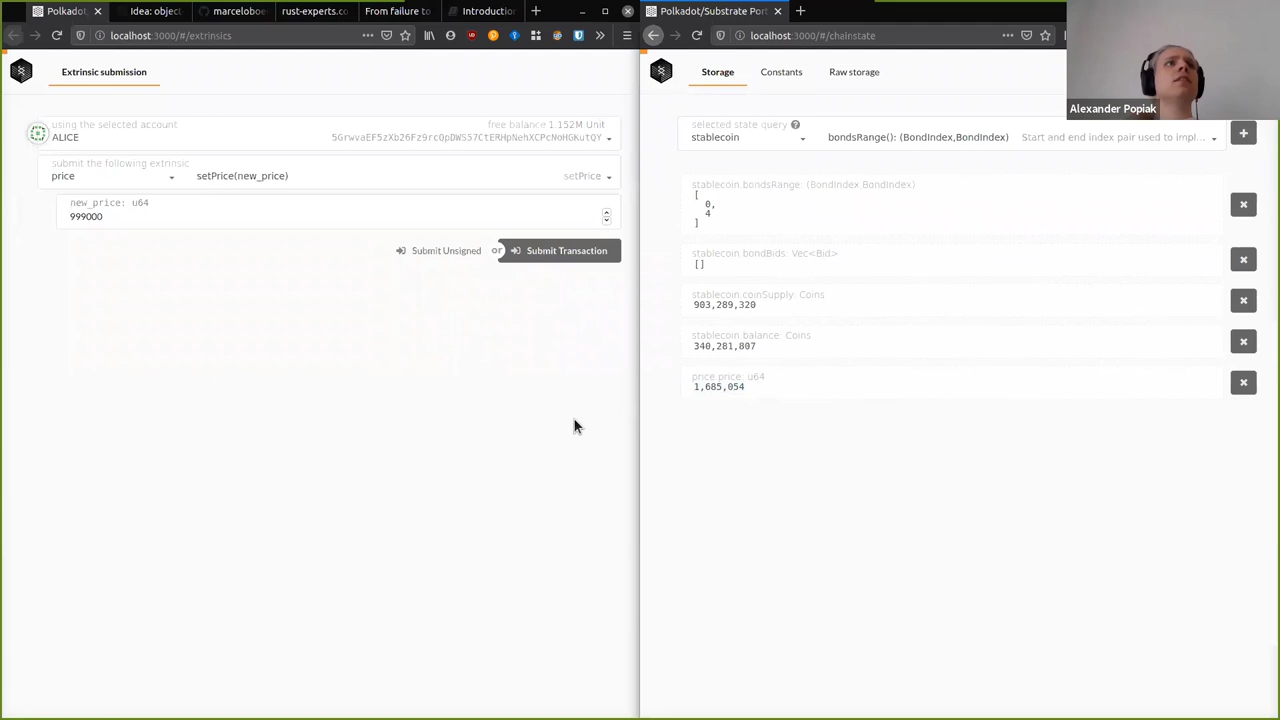 Polkadot,
Idea: object
marceloboe
rust-experts.co
From failure to
Introduction
Polkadot/Substrate Port
localhost:3000/#/extrinsics
localhost:3000/#/chainstate
Extrinsic submission
using the selected account
ALICE
free balance 1.152M Unit
5GrwvaEF5zXb26Fz9rcQpDWS57CtERHpNehXCPcNoHGKutQY
submit the following extrinsic
price
setPrice(new_price)
setPrice
new_price: u64
999000
Submit Unsigned
or
Submit Transaction
Storage
Constants
Raw storage
Alexander Popiak
selected state query
stablecoin
bondsRange(): (BondIndex,BondIndex)
Start and end index pair used to impl...
stablecoin.bondsRange: (BondIndex,BondIndex)
[
0,
4
]
stablecoin.bondBids: Vec<Bid>
[]
stablecoin.coinSupply: Coins
903,289,320
stablecoin.balance: Coins
340,281,807
price.price: u64
1,685,054